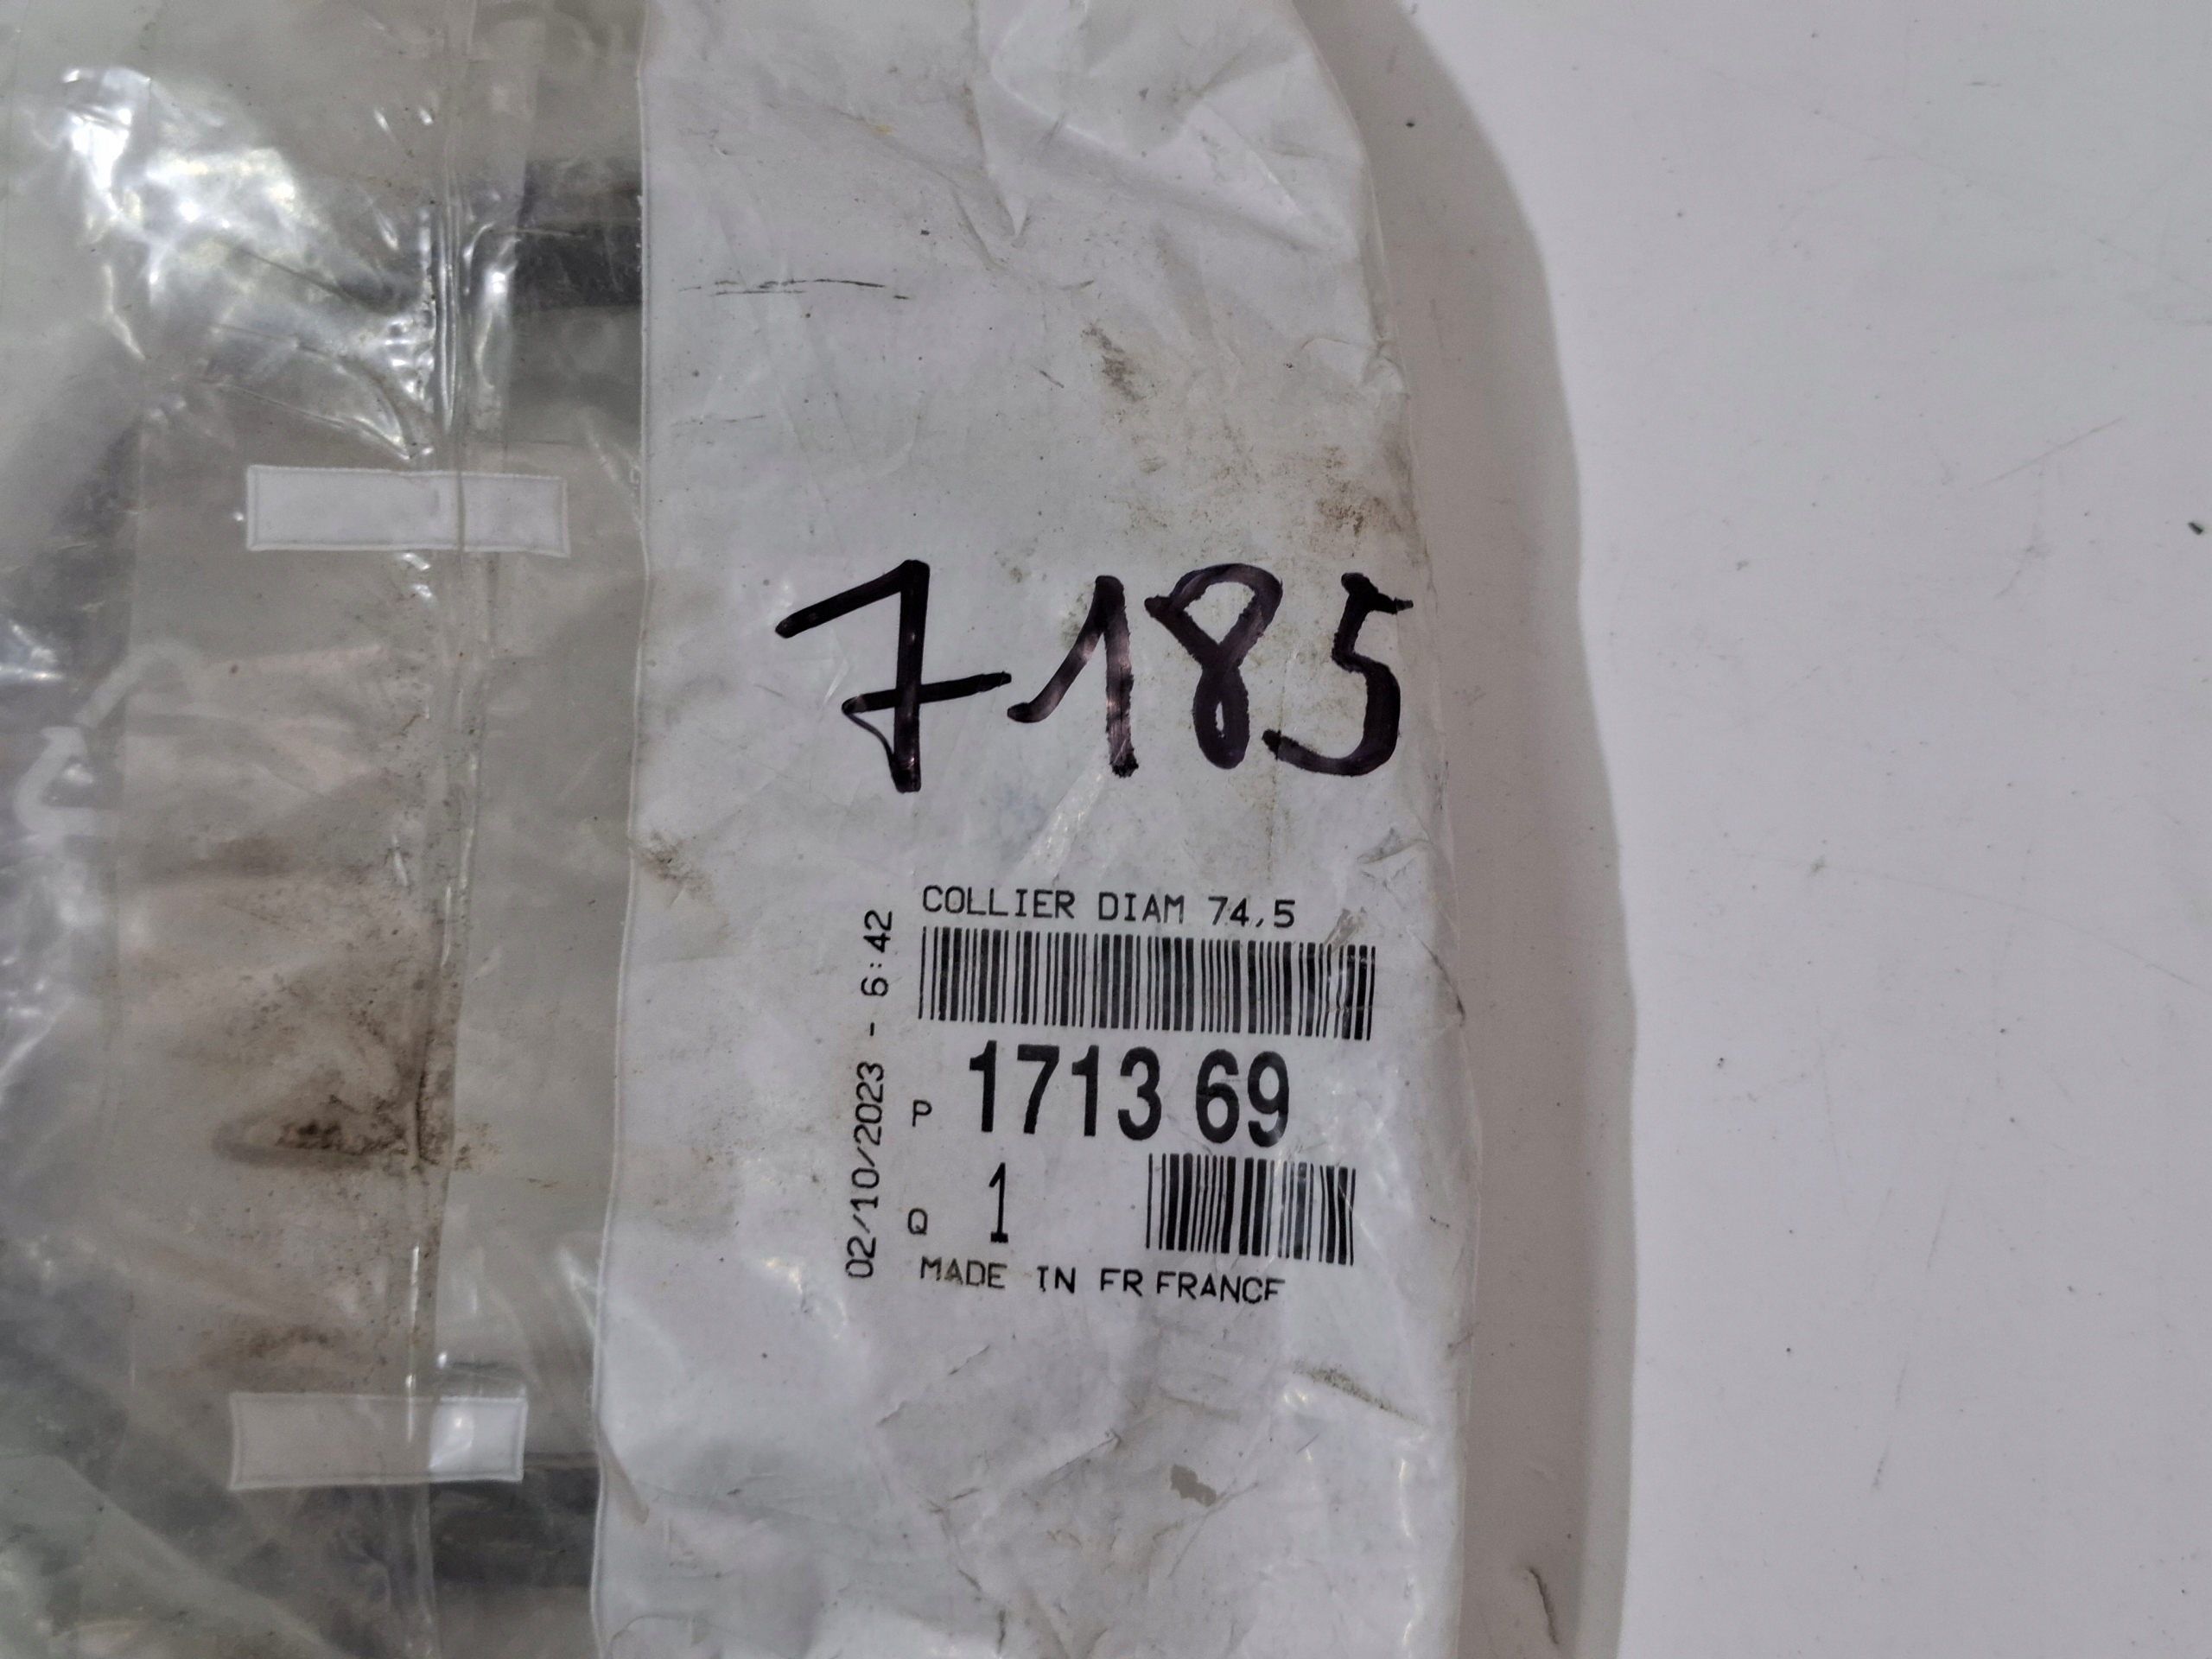 7185
COLLIER DIAM 74,5
02/10/2023 - 6:42
P 1713 69
Q 1
MADE IN FR FRANCE